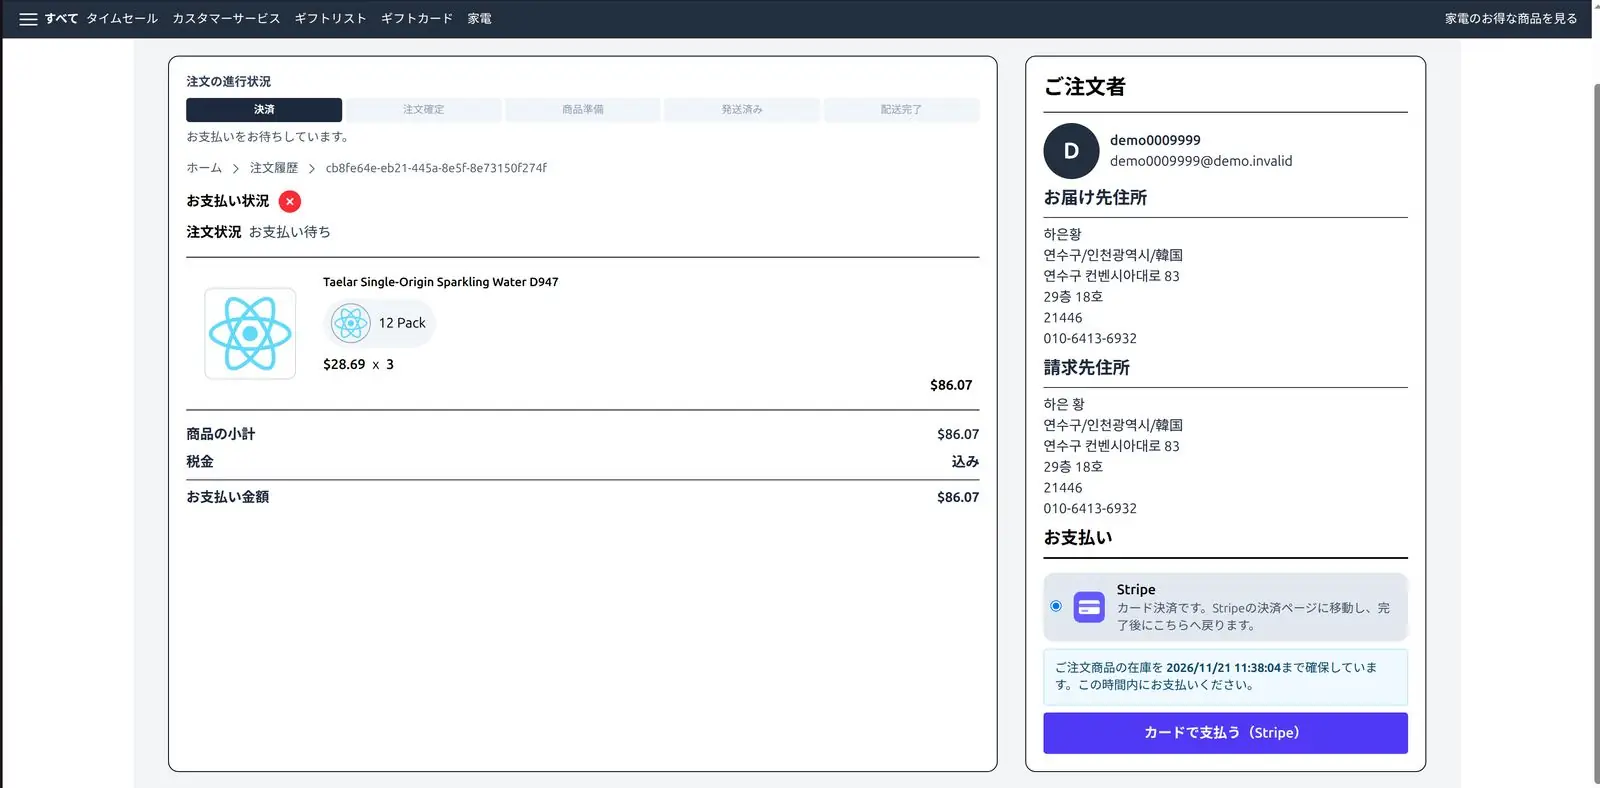 すべて タイムセール カスタマーサービス ギフトリスト ギフトカード 家電 家電のお得な商品を見る
注文の進行状況
決済 注文確定 商品準備 発送済み 配送完了
お支払いをお待ちしています。
ホーム 注文履歴 cb8fe64e-eb21-445a-8e5f-8e73150f274f
お支払い状況
注文状況 お支払い待ち
Taelar Single-Origin Sparkling Water D947
12 Pack
$28.69 x 3
$86.07
商品の小計 $86.07
税金 込み
お支払い金額 $86.07
ご注文者
D
demo0009999
demo0009999@demo.invalid
お届け先住所
하은황
연수구/인천광역시/韓国
연수구 컨벤시아대로 83
29층 18호
21446
010-6413-6932
請求先住所
하은 황
연수구/인천광역시/韓国
연수구 컨벤시아대로 83
29층 18호
21446
010-6413-6932
お支払い
Stripe
カード決済です。Stripeの決済ページに移動し、完
了後にこちらへ戻ります。
ご注文商品の在庫を 2026/11/21 11:38:04まで確保していま
す。この時間内にお支払いください。
カードで支払う（Stripe）